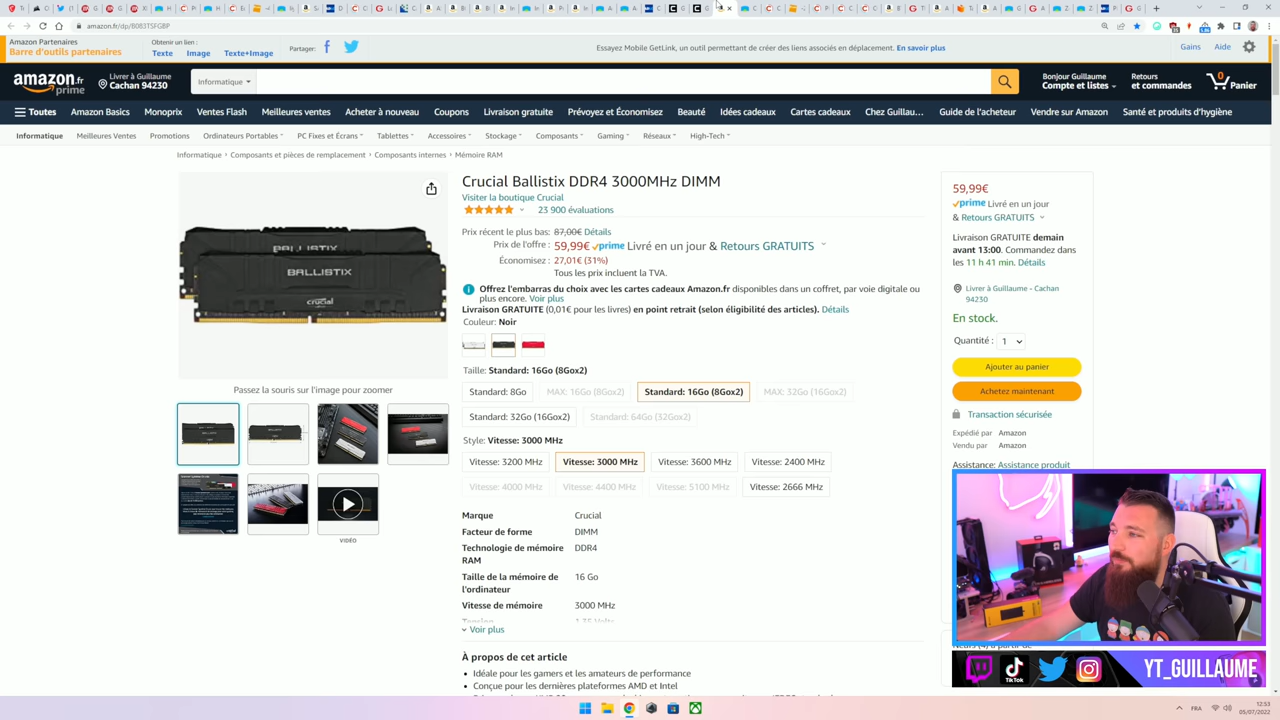 amazon.fr/dp/B083TSFGBP
Amazon Partenaires
Barre d'outils partenaires
Obtenir un lien :
Texte
Image
Texte+Image
Partager:
Essayez Mobile GetLink, un outil permettant de créer des liens associés en déplacement. En savoir plus
Gains
Aide
amazon.fr
prime
Livrer à Guillaume
Cachan 94230
Informatique
Bonjour Guillaume
Compte et listes
Retours
et commandes
0
Panier
Toutes
Amazon Basics
Monoprix
Ventes Flash
Meilleures ventes
Acheter à nouveau
Coupons
Livraison gratuite
Prévoyez et Économisez
Beauté
Idées cadeaux
Cartes cadeaux
Chez Guillau…
Guide de l'acheteur
Vendre sur Amazon
Santé et produits d'hygiène
Informatique
Meilleures Ventes
Promotions
Ordinateurs Portables
PC Fixes et Écrans
Tablettes
Accessoires
Stockage
Composants
Gaming
Réseaux
High-Tech
Informatique › Composants et pièces de remplacement › Composants internes › Mémoire RAM
BALLISTIX
BALLISTIX
crucial
Passez la souris sur l'image pour zoomer
VIDÉO
Crucial Ballistix DDR4 3000MHz DIMM
Visiter la boutique Crucial
23 900 évaluations
Prix récent le plus bas: 87,00€ Détails
Prix de l'offre : 59,99€ prime Livré en un jour & Retours GRATUITS
Économisez : 27,01€ (31%)
Tous les prix incluent la TVA.
Offrez l'embarras du choix avec les cartes cadeaux Amazon.fr disponibles dans un coffret, par voie digitale ou
plus encore. Voir plus
Livraison GRATUITE (0,01€ pour les livres) en point retrait (selon éligibilité des articles). Détails
Couleur: Noir
Taille: Standard: 16Go (8Gox2)
Standard: 8Go
MAX: 16Go (8Gox2)
Standard: 16Go (8Gox2)
MAX: 32Go (16Gox2)
Standard: 32Go (16Gox2)
Standard: 64Go (32Gox2)
Style: Vitesse: 3000 MHz
Vitesse: 3200 MHz
Vitesse: 3000 MHz
Vitesse: 3600 MHz
Vitesse: 2400 MHz
Vitesse: 4000 MHz
Vitesse: 4400 MHz
Vitesse: 5100 MHz
Vitesse: 2666 MHz
Marque Crucial
Facteur de forme DIMM
Technologie de mémoire DDR4
RAM
Taille de la mémoire de 16 Go
l'ordinateur
Vitesse de mémoire 3000 MHz
Tension 1.35 Volts
Voir plus
À propos de cet article
• Idéale pour les gamers et les amateurs de performance
• Conçue pour les dernières plateformes AMD et Intel
59,99€
prime Livré en un jour
& Retours GRATUITS
Livraison GRATUITE demain
avant 13:00. Commandez dans
les 11 h 41 min. Détails
Livrer à Guillaume - Cachan
94230
En stock.
Quantité : 1
Ajouter au panier
Achetez maintenant
Transaction sécurisée
Expédié par Amazon
Vendu par Amazon
Assistance: Assistance produit
YT_GUILLAUME
FRA
12:53
05/07/2022